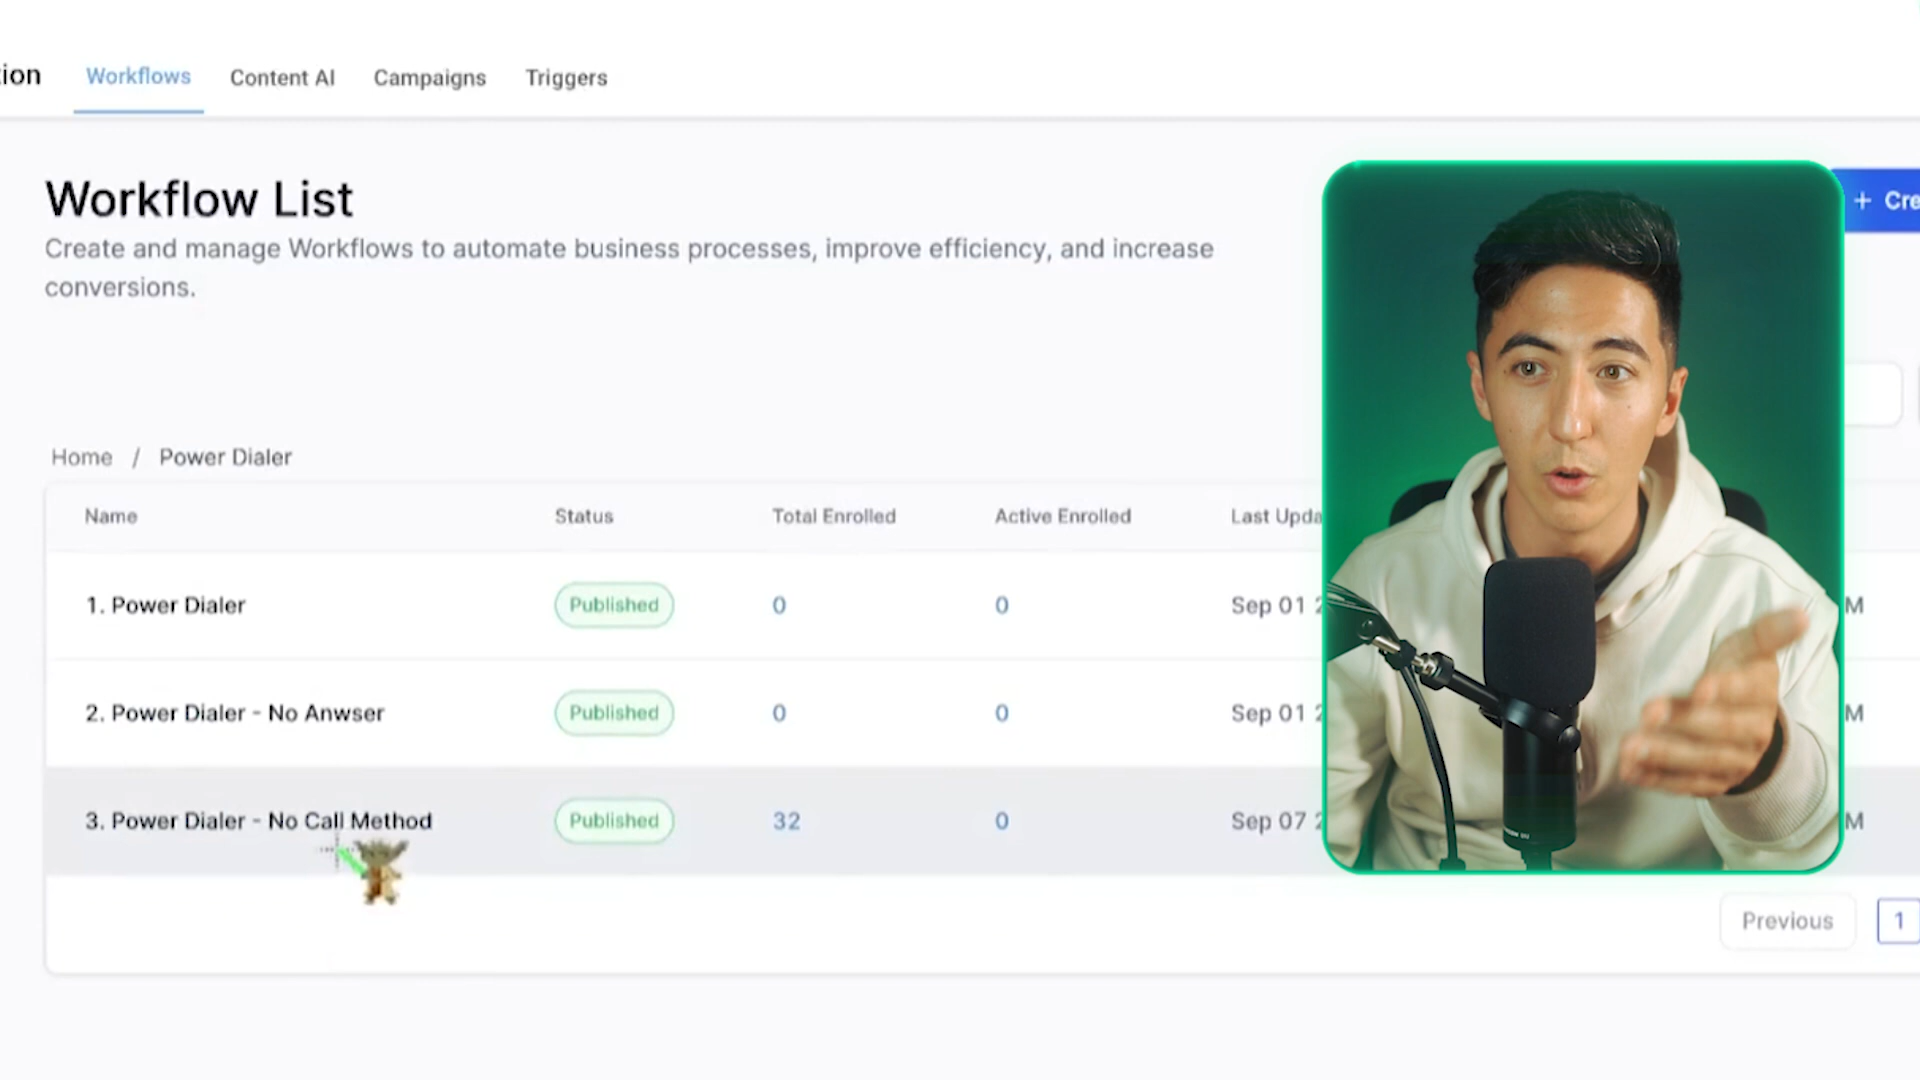 tion Workflows Content AI Campaigns Triggers
Workflow List
+ Cre
Create and manage Workflows to automate business processes, improve efficiency, and increase
conversions.
Home / Power Dialer
Name Status Total Enrolled Active Enrolled Last Upda
1. Power Dialer Published 0 0 Sep 01 2 M
2. Power Dialer - No Anwser Published 0 0 Sep 01 2 M
3. Power Dialer - No Call Method Published 32 0 Sep 07 2 M
Previous 1